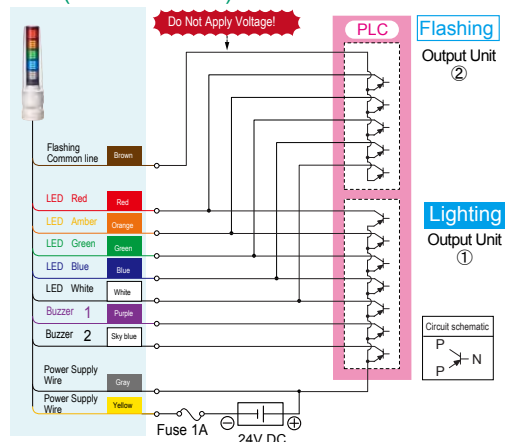 Do Not Apply Voltage!
PLC
Flashing
Output Unit
②
Flashing
Common line
Brown
LED Red
Red
LED Amber
Orange
LED Green
Green
LED Blue
Blue
LED White
White
Buzzer 1
Purple
Buzzer 2
Sky blue
Power Supply
Wire
Gray
Power Supply
Wire
Yellow
Fuse 1A
24V DC
Lighting
Output Unit
①
Circuit schematic
P
N
P